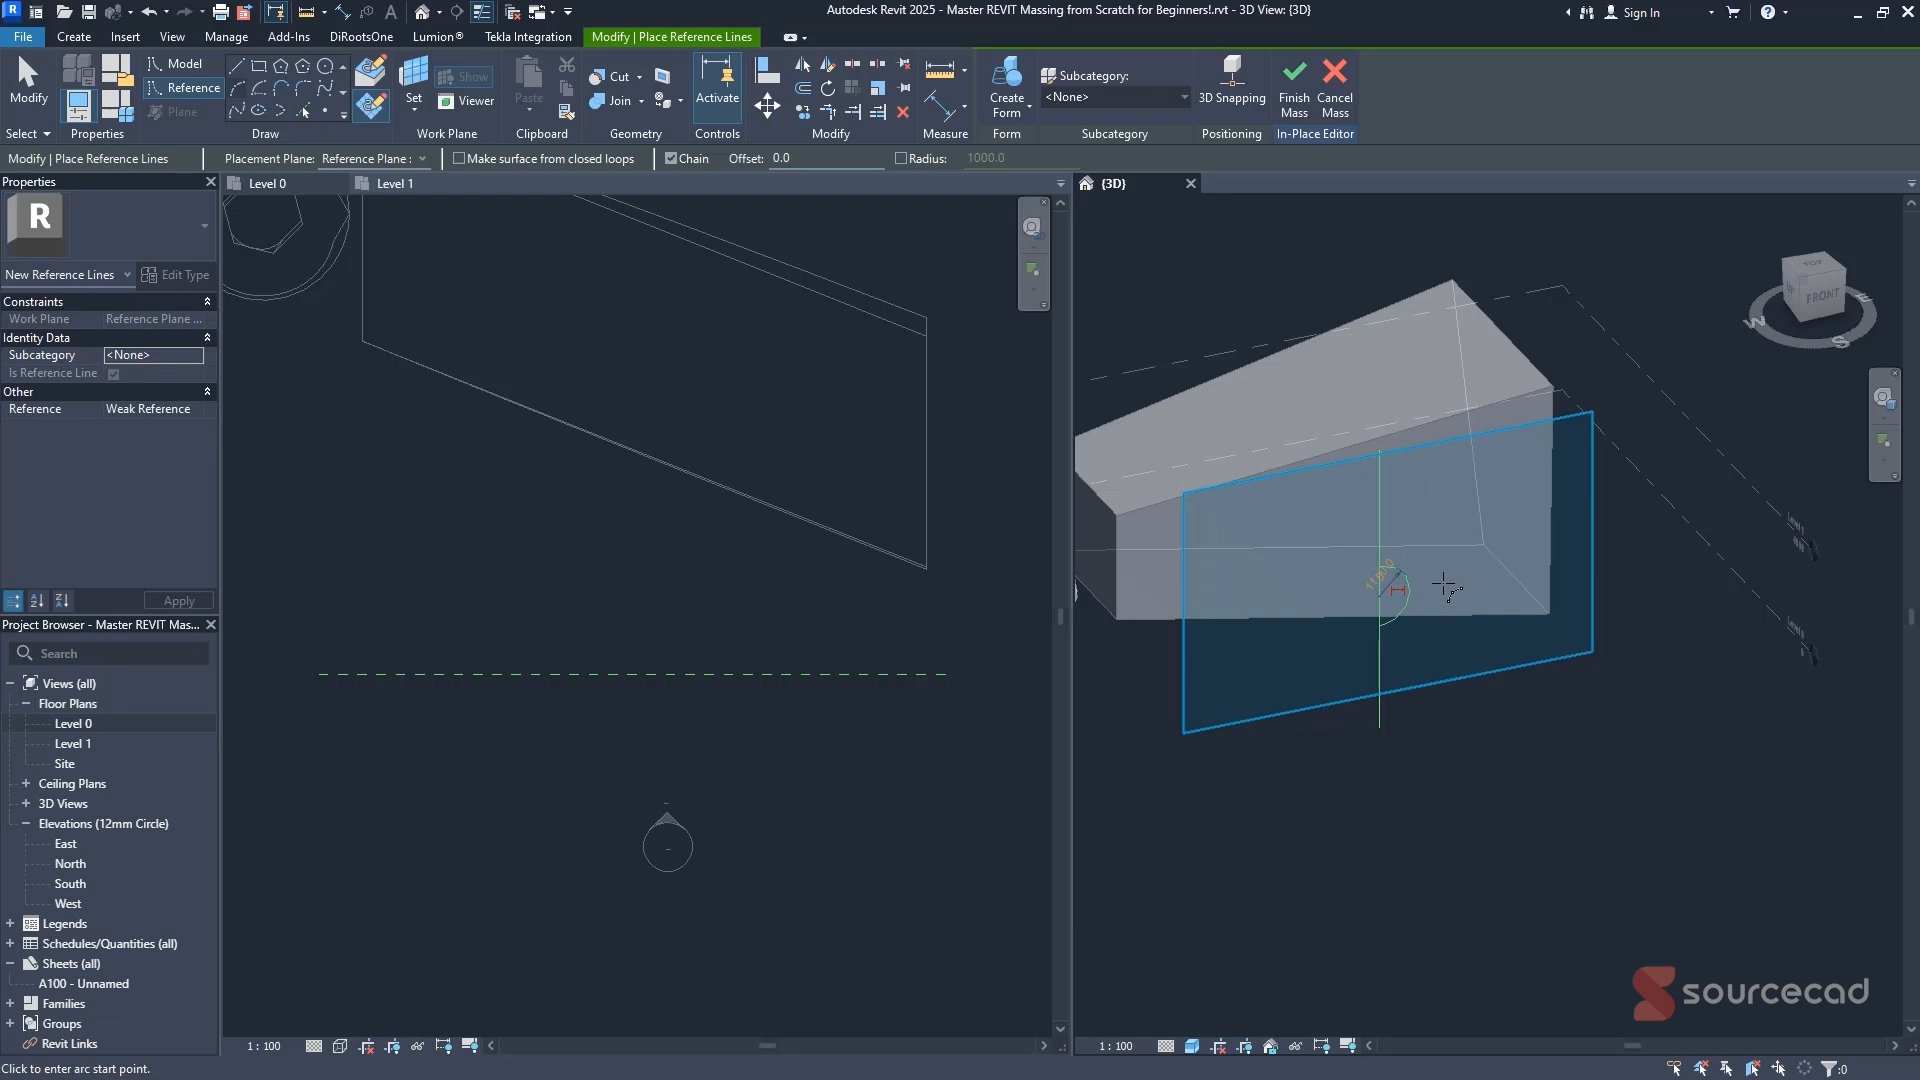 Autodesk Revit 2025 - Master REVIT Massing from Scratch for Beginners!.rvt - 3D View: {3D}
Sign In
File
Create
Insert
View
Manage
Add-Ins
DiRootsOne
Lumion®
Tekla Integration
Modify | Place Reference Lines
Modify
Model
Reference
Plane
Set
Show
Viewer
Paste
Cut
Join
Activate
Create
Form
Subcategory:
<None>
3D Snapping
Finish
Mass
Cancel
Mass
Select
Properties
Draw
Work Plane
Clipboard
Geometry
Controls
Modify
Measure
Form
Subcategory
Positioning
In-Place Editor
Modify | Place Reference Lines
Placement Plane: Reference Plane :
Make surface from closed loops
Chain
Offset: 0.0
Radius: 1000.0
Properties
R
New Reference Lines
Edit Type
Constraints
Work Plane Reference Plane ...
Identity Data
Subcategory <None>
Is Reference Line
Other
Reference Weak Reference
Apply
Project Browser - Master REVIT Mas...
Search
Views (all)
Floor Plans
Level 0
Level 1
Site
Ceiling Plans
3D Views
Elevations (12mm Circle)
East
North
South
West
Legends
Schedules/Quantities (all)
Sheets (all)
A100 - Unnamed
Families
Groups
Revit Links
Level 0
Level 1
{3D}
TOP
FRONT
W
S
1 : 100
1 : 100
sourcecad
Click to enter arc start point.
:0